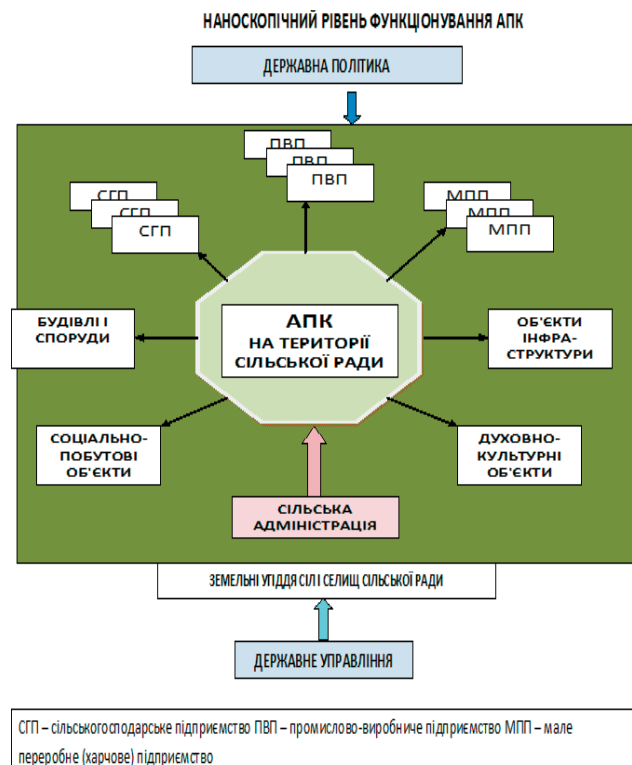 НАНОСКОПІЧНИЙ РІВЕНЬ ФУНКЦІОНУВАННЯ АПК
ДЕРЖАВНА ПОЛІТИКА
ПВП
ПВП
ПВП
СГП
СГП
СГП
МПП
МПП
МПП
АПК
НА ТЕРИТОРІЇ
СІЛЬСЬКОЇ РАДИ
БУДІВЛІ І
СПОРУДИ
ОБ'ЄКТИ
ІНФРА-
СТРУКТУРИ
СОЦІАЛЬНО-
ПОБУТОВІ
ОБ'ЄКТИ
ДУХОВНО-
КУЛЬТУРНІ
ОБ'ЄКТИ
СІЛЬСЬКА
АДМІНІСТРАЦІЯ
ЗЕМЕЛЬНІ УГІДДЯ СІЛ І СЕЛИЩ СІЛЬСЬКОЇ РАДИ
ДЕРЖАВНЕ УПРАВЛІННЯ
СГП – сільськогосподарське підприємство ПВП – промислово-виробниче підприємство МПП – мале
переробне (харчове) підприємство